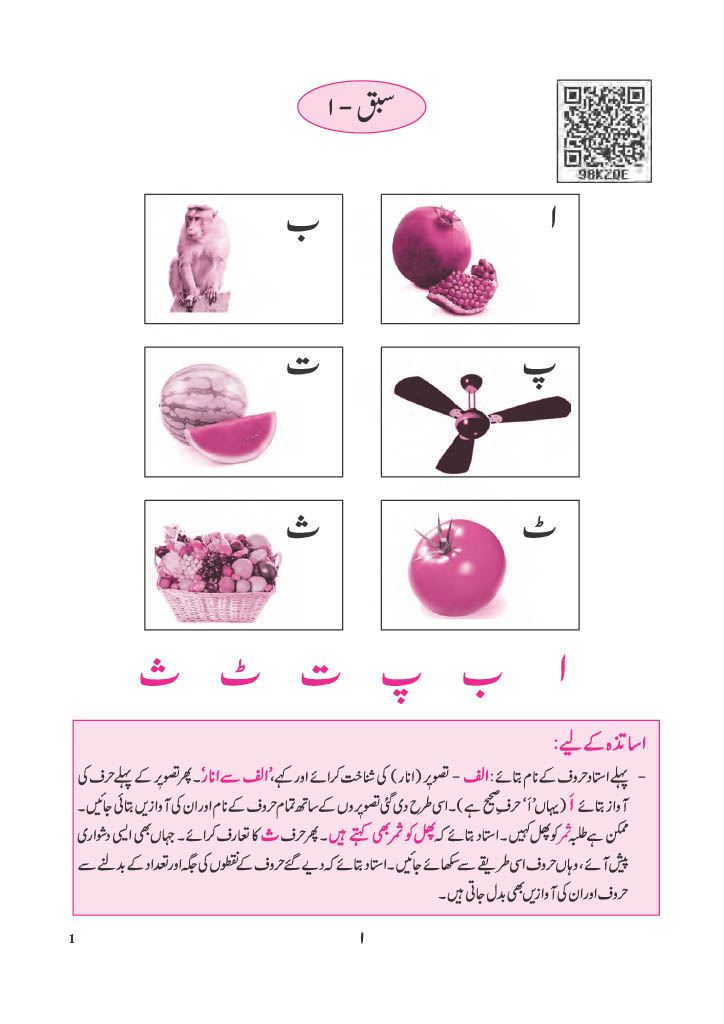 سبق - ۱
98KZQE
ا
ب
پ
ت
ٹ
ث
ا ب پ ت ٹ ث
اساتذہ کے لیے:
- پہلے استاد حروف کے نام بتائے: الف - تصویر (انار) کی شناخت کرائے اور کہے، ’الف سے انار‘۔ پھر تصویر کے پہلے حرف کی
آواز بتائے اَ (یہاں ’اَ‘ حرفِ صحیح ہے)۔ اسی طرح دی گئی تصویروں کے ساتھ تمام حروف کے نام اور ان کی آوازیں بتائی جائیں۔
ممکن ہے طلبہ ثمر کو پھل کہیں۔ استاد بتائے کہ پھل کو ثمر بھی کہتے ہیں۔ پھر حرف ث کا تعارف کرائے۔ جہاں بھی ایسی دشواری
پیش آئے، وہاں حروف اسی طریقے سے سکھائے جائیں۔ استاد بتائے کہ دیے گئے حروف کے نقطوں کی جگہ اور تعداد کے بدلنے سے
حروف اور ان کی آوازیں بھی بدل جاتی ہیں۔
1 ا